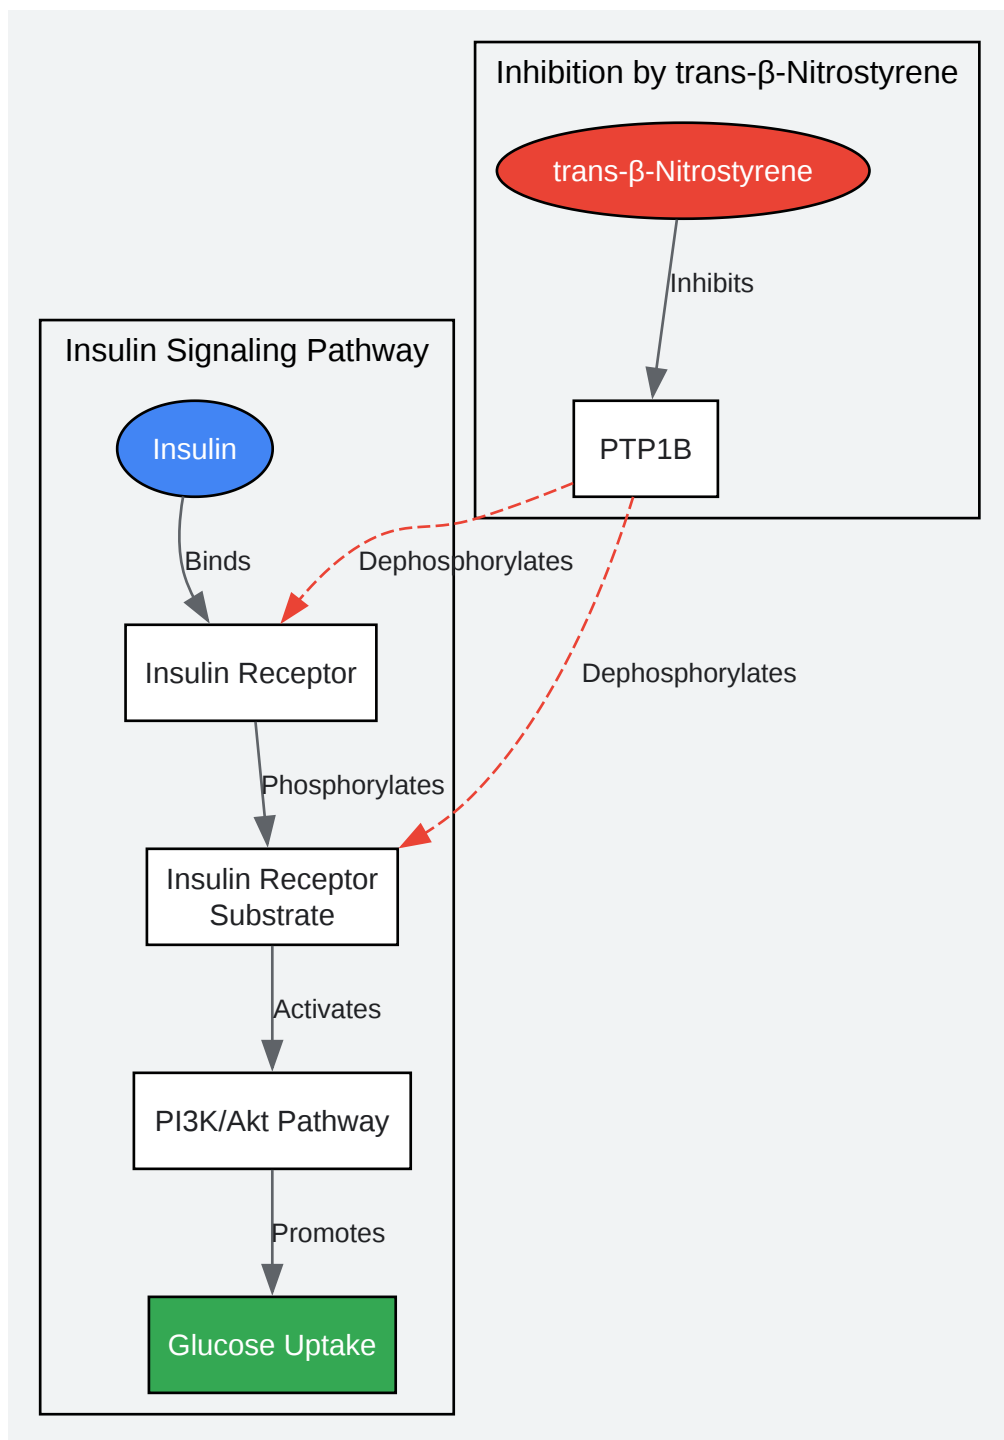 Inhibition by trans-β-Nitrostyrene
trans-β-Nitrostyrene
Inhibits
Insulin Signaling Pathway
Insulin
PTP1B
Binds
Dephosphorylates
Insulin Receptor
Dephosphorylates
Phosphorylates
Insulin Receptor
Substrate
Activates
PI3K/Akt Pathway
Promotes
Glucose Uptake